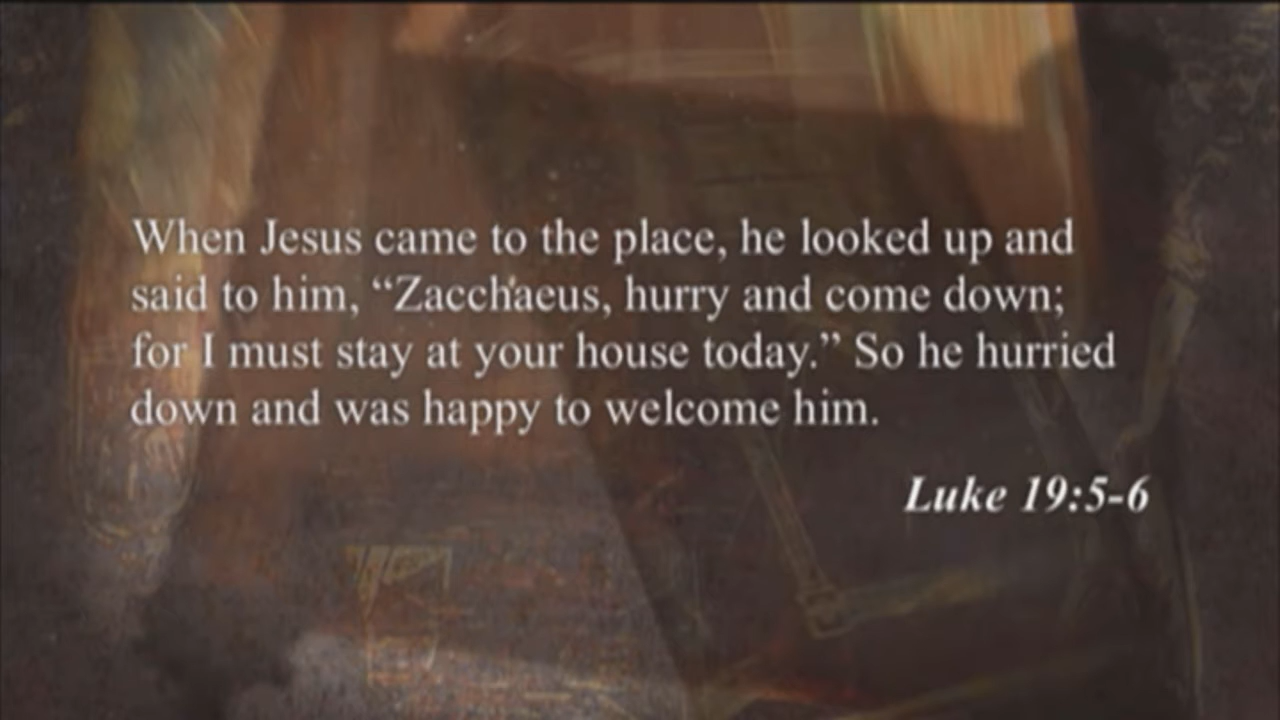 When Jesus came to the place, he looked up and
said to him, “Zacchaeus, hurry and come down;
for I must stay at your house today.” So he hurried
down and was happy to welcome him.
Luke 19:5-6